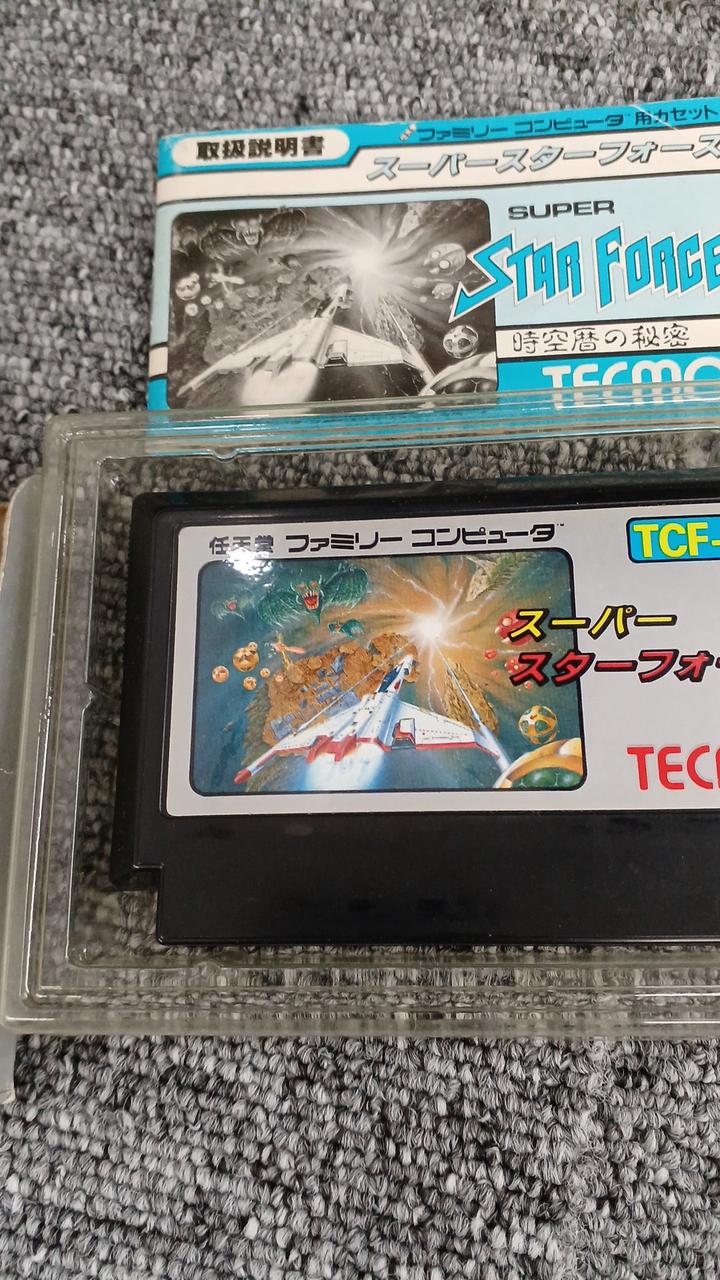 取扱説明書
ファミリー コンピュータ 用カセット
スーパースターフォース
SUPER
STAR FORCE
時空暦の秘密
TECMO
任天堂 ファミリー コンピュータ™
TCF-
スーパー
スターフォー
TEC